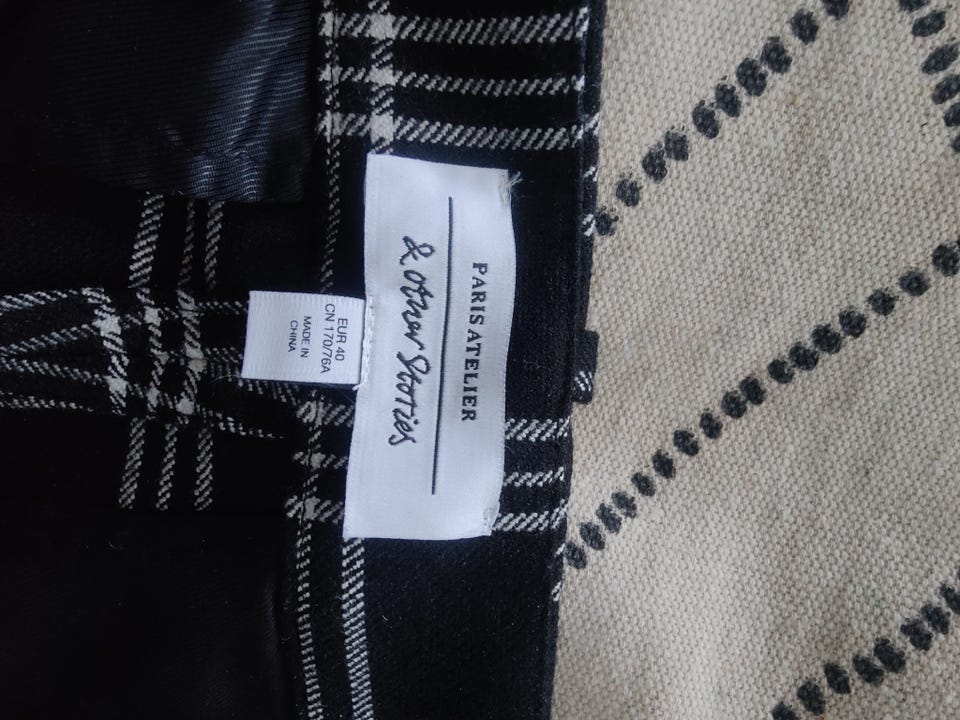 PARIS ATELIER
& other Stories
EUR 40
CN 170/76A
MADE IN
CHINA